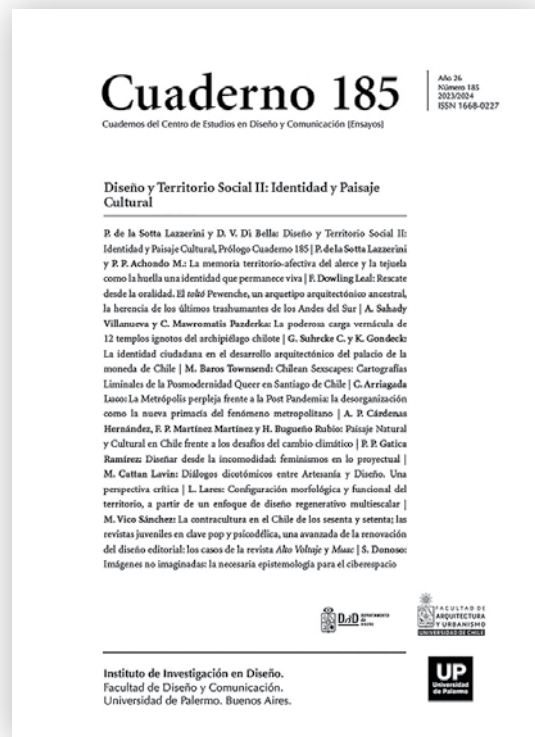 Cuaderno 185
Cuadernos del Centro de Estudios en Diseño y Comunicación [Ensayos]
Año 26
Número 185
2023/2024
ISSN 1668-0227
Diseño y Territorio Social II: Identidad y Paisaje
Cultural
P. de la Sotta Lazzerini y D. V. Di Bella: Diseño y Territorio Social II:
Identidad y Paisaje Cultural, Prólogo Cuaderno 185 | P. de la Sotta Lazzerini
y P. P. Achondo M.: La memoria territorio-afectiva del alerce y la tejuela
como la huella una identidad que permanece viva | F. Dowling Leal: Rescate
desde la oralidad. El tolkó Pewenche, un arquetipo arquitectónico ancestral,
la herencia de los últimos trashumantes de los Andes del Sur | A. Sahady
Villanueva y C. Mawromatis Pazderka: La poderosa carga vernácula de
12 templos ignotos del archipiélago chilote | G. Suhrcke C. y K. Gondeck:
La identidad ciudadana en el desarrollo arquitectónico del palacio de la
moneda de Chile | M. Baros Townsend: Chilean Sexscapes: Cartografías
Liminales de la Posmodernidad Queer en Santiago de Chile | C. Arriagada
Luco: La Metrópolis perpleja frente a la Post Pandemia: la desorganización
como la nueva primacía del fenómeno metropolitano | A. P. Cárdenas
Hernández, F. P. Martínez Martínez y H. Bugueño Rubio: Paisaje Natural
y Cultural en Chile frente a los desafíos del cambio climático | P. P. Gatica
Ramírez: Diseñar desde la incomodidad: feminismos en lo proyectual |
M. Cattan Lavin: Diálogos dicotómicos entre Artesanía y Diseño. Una
perspectiva crítica | L. Lares: Configuración morfológica y funcional del
territorio, a partir de un enfoque de diseño regenerativo multiescalar |
M. Vico Sánchez: La contracultura en el Chile de los sesenta y setenta; las
revistas juveniles en clave pop y psicodélica, una avanzada de la renovación
del diseño editorial: los casos de la revista Alto Voltaje y Muac | S. Donoso:
Imágenes no imaginadas: la necesaria epistemología para el ciberespacio
DdD DEPARTAMENTO
de
DISEÑO
FACULTAD DE
ARQUITECTURA
Y URBANISMO
UNIVERSIDAD DE CHILE
Instituto de Investigación en Diseño.
Facultad de Diseño y Comunicación.
Universidad de Palermo. Buenos Aires.
UP
Universidad
de Palermo